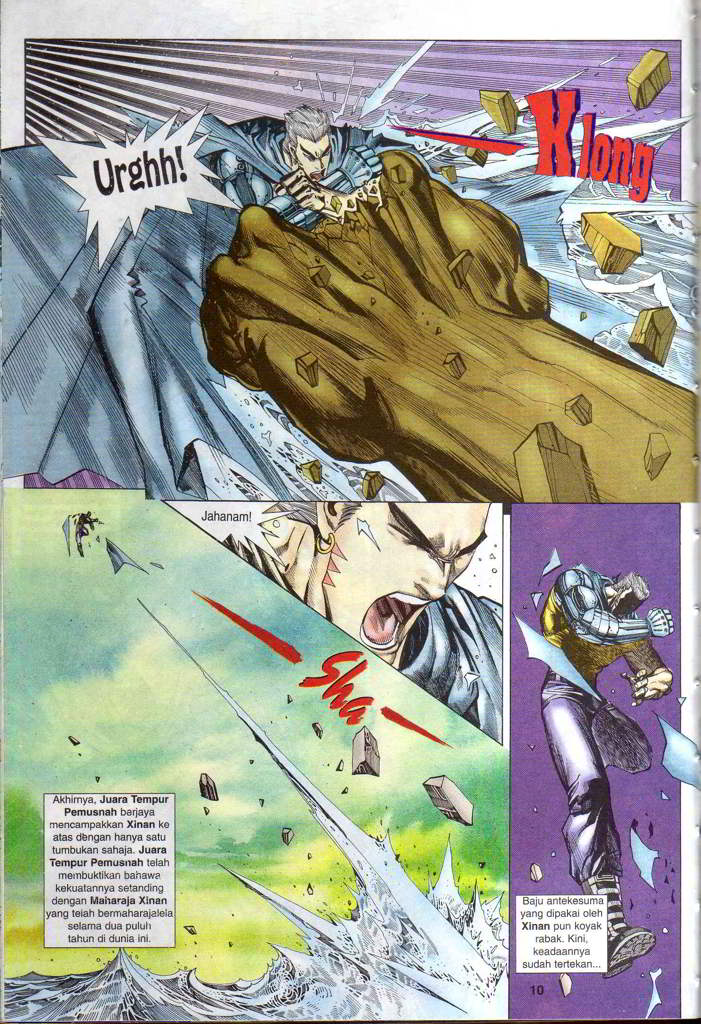 Urghh!
Klong
Jahanam!
Sha
Akhirnya, Juara Tempur
Pemusnah berjaya
mencampakkan Xinan ke
atas dengan hanya satu
tumbukan sahaja. Juara
Tempur Pemusnah telah
membuktikan bahawa
kekuatannya setanding
dengan Maharaja Xinan
yang telah bermaharajalela
selama dua puluh
tahun di dunia ini.
Baju antekesuma
yang dipakai oleh
Xinan pun koyak
rabak. Kini,
keadaannya
sudah tertekan...
10